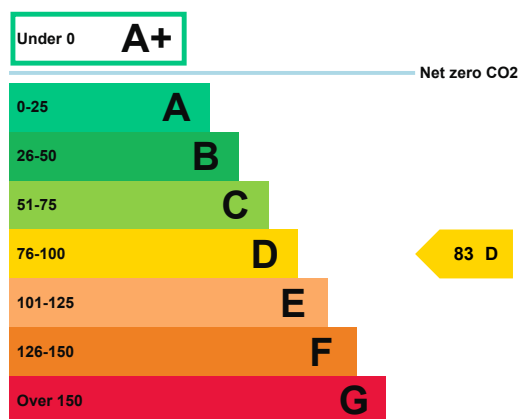 Under 0 A+
Net zero CO2
0-25 A
26-50 B
51-75 C
76-100 D
83 D
101-125 E
126-150 F
Over 150 G